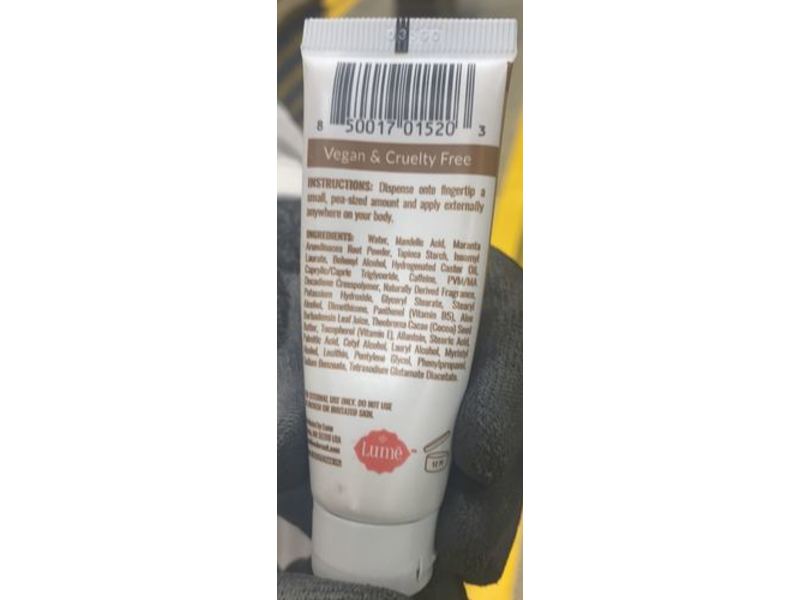 8 50017 01520 3
Vegan & Cruelty Free
INSTRUCTIONS: Dispense onto fingertip a
small, pea-sized amount and apply externally
anywhere on your body.
INGREDIENTS: Water, Mandelic Acid, Maranta
Arundinacea Root Powder, Tapioca Starch, Isoamyl
Laurate, Behenyl Alcohol, Hydrogenated Castor Oil,
Caprylic/Capric Triglyceride, Caffeine, PVM/MA
Decadiene Crosspolymer, Naturally Derived Fragrance,
Potassium Hydroxide, Glyceryl Stearate, Stearyl
Alcohol, Dimethicone, Panthenol (Vitamin B5), Aloe
Barbadensis Leaf Juice, Theobroma Cacao (Cocoa) Seed
Butter, Tocopherol (Vitamin E), Allantoin, Stearic Acid,
Palmitic Acid, Cetyl Alcohol, Lauryl Alcohol, Myristyl
Alcohol, Lecithin, Pentylene Glycol, Phenylpropanol,
Sodium Benzoate, Tetrasodium Glutamate Diacetate.
EXTERNAL USE ONLY. DO NOT USE
BROKEN OR IRRITATED SKIN.
by Lume
USA
Lumē
12 M